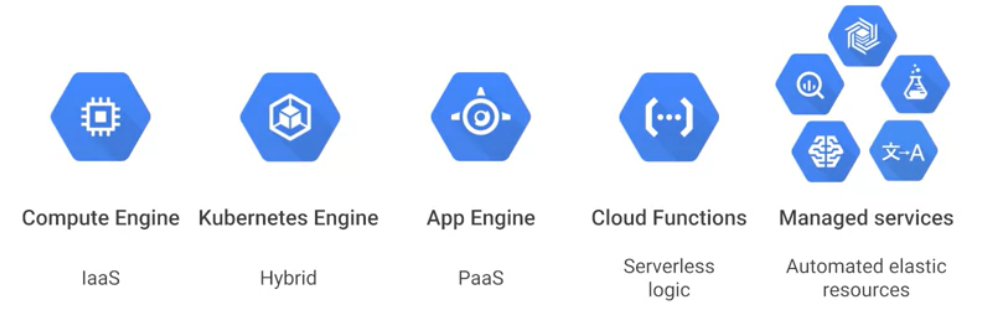 文→A
Compute Engine
Kubernetes Engine
App Engine
Cloud Functions
Managed services
IaaS
Hybrid
PaaS
Serverless
logic
Automated elastic
resources